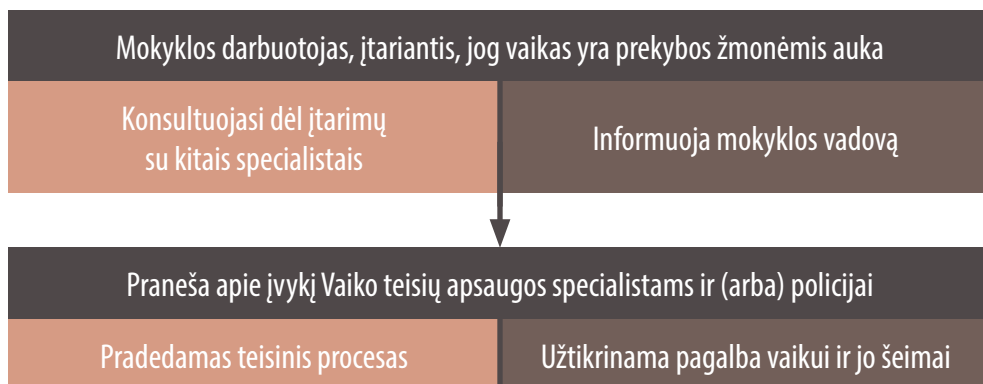 Mokyklos darbuotojas, įtariantis, jog vaikas yra prekybos žmonėmis auka
Konsultuojasi dėl įtarimų
su kitais specialistais
Informuoja mokyklos vadovą
Praneša apie įvykį Vaiko teisių apsaugos specialistams ir (arba) policijai
Pradedamas teisinis procesas
Užtikrinama pagalba vaikui ir jo šeimai